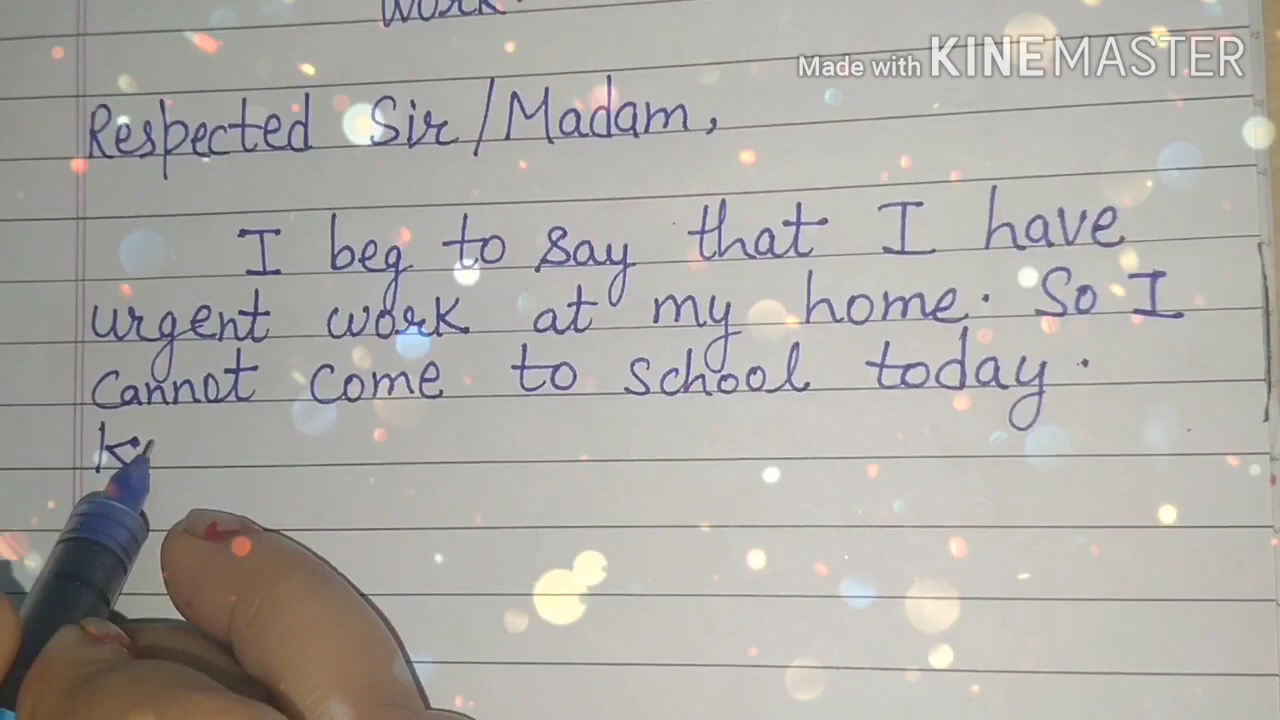 work
Made with KINEMASTER
Respected Sir/Madam,
I beg to say that I have
urgent work at my home. So I
cannot come to school today.